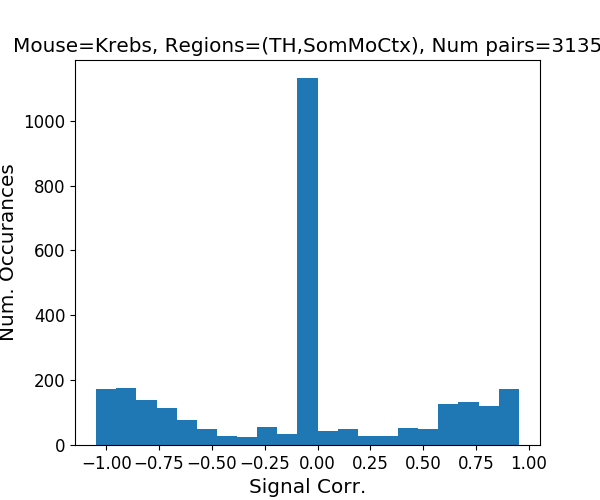 Mouse=Krebs, Regions=(TH,SomMoCtx), Num pairs=3135
Num. Occurances
1000
800
600
400
200
0
−1.00 −0.75 −0.50 −0.25 0.00 0.25 0.50 0.75 1.00
Signal Corr.